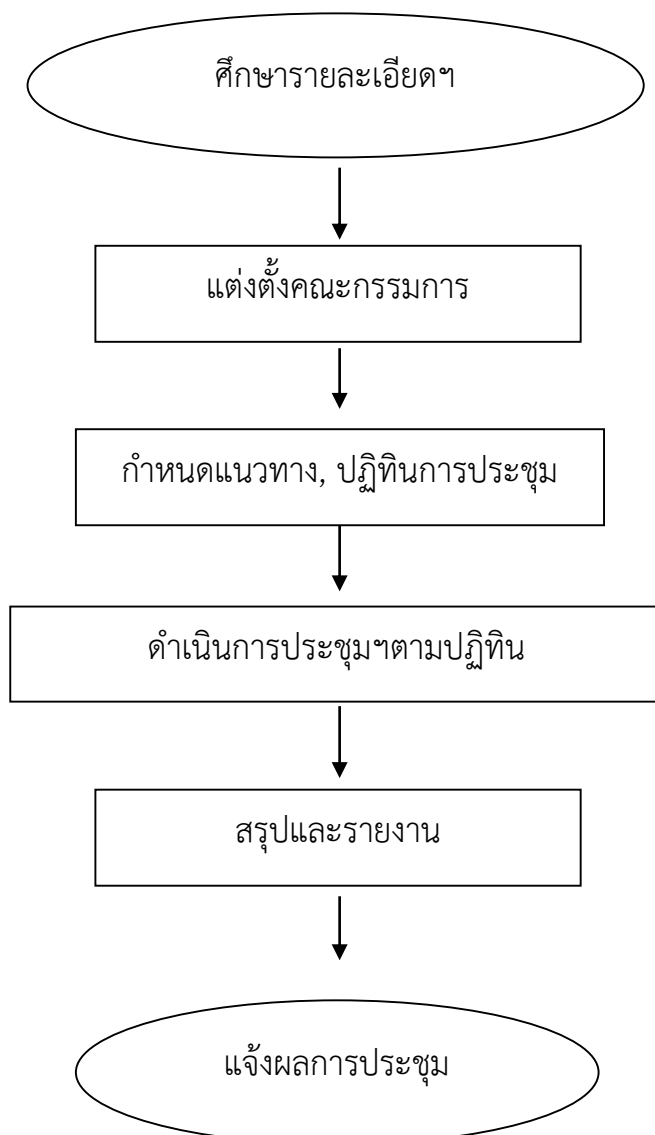 ศึกษารายละเอียดฯ
แต่งตั้งคณะกรรมการ
กำหนดแนวทาง, ปฏิทินการประชุม
ดำเนินการประชุมฯตามปฏิทิน
สรุปและรายงาน
แจ้งผลการประชุม